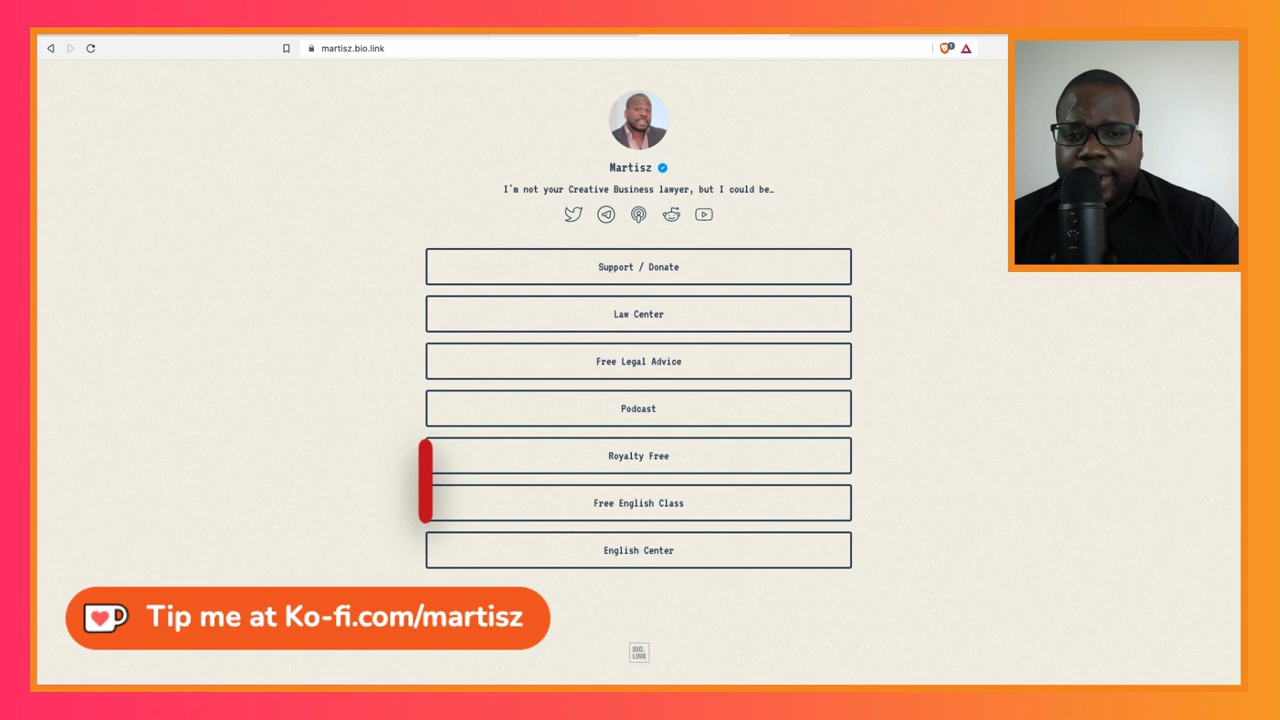 martisz.bio.link
1
Martisz
I'm not your Creative Business lawyer, but I could be…
Support / Donate
Law Center
Free Legal Advice
Podcast
Royalty Free
Free English Class
English Center
Tip me at Ko-fi.com/martisz
BIO.
LINK